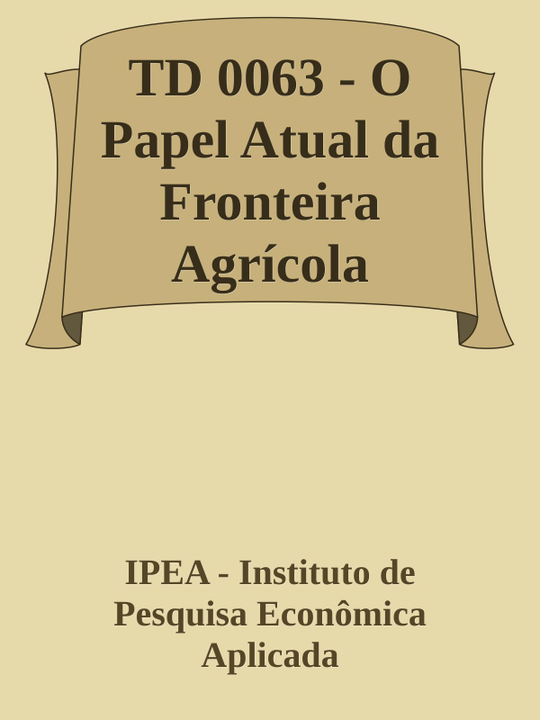 TD 0063 - O
Papel Atual da
Fronteira
Agrícola
IPEA - Instituto de
Pesquisa Econômica
Aplicada